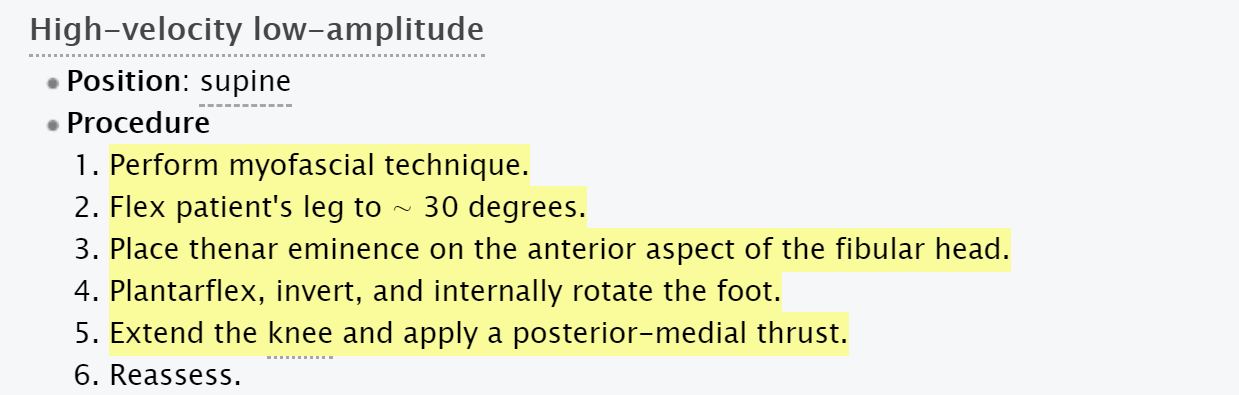 High-velocity low-amplitude
• Position: supine
• Procedure
1. Perform myofascial technique.
2. Flex patient's leg to ~ 30 degrees.
3. Place thenar eminence on the anterior aspect of the fibular head.
4. Plantarflex, invert, and internally rotate the foot.
5. Extend the knee and apply a posterior-medial thrust.
6. Reassess.